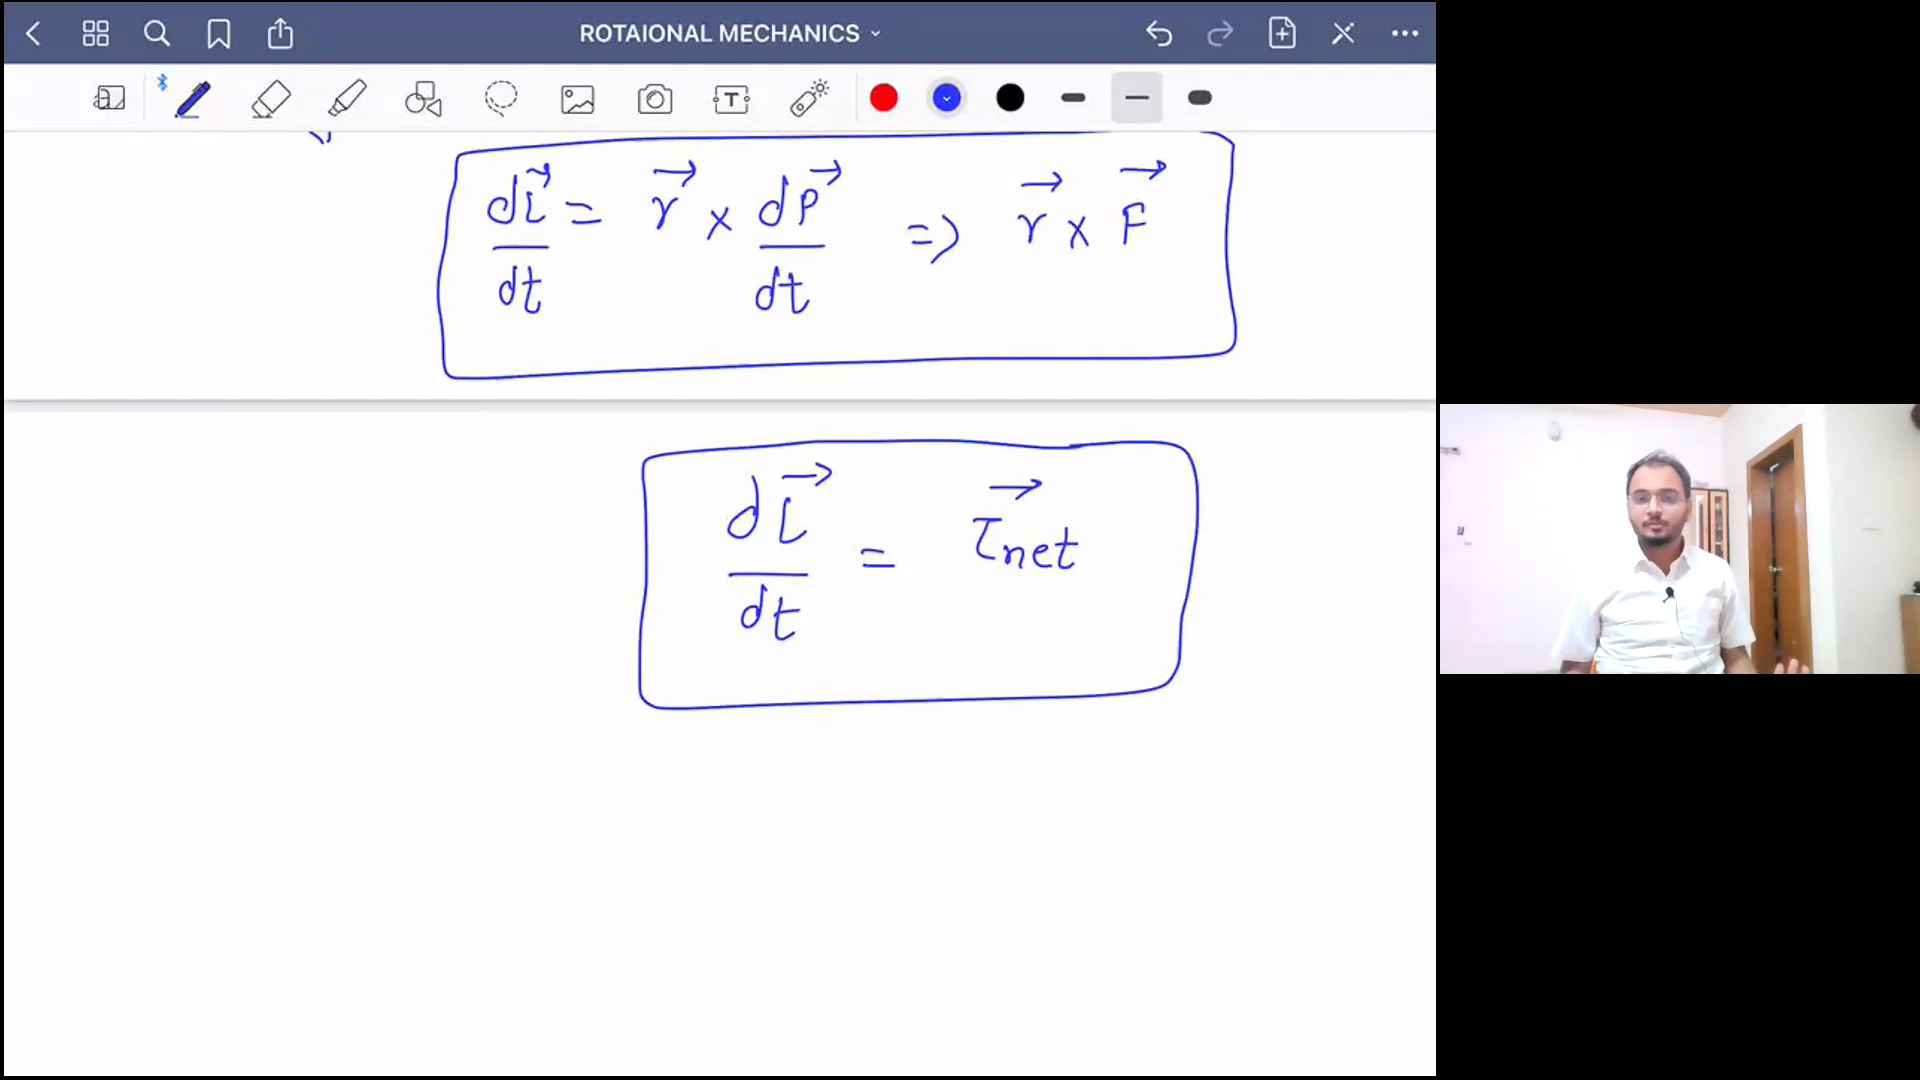 ROTAIONAL MECHANICS
T
dL⃗/dt = r⃗ × dP⃗/dt => r⃗ × F⃗
dL⃗/dt = τ⃗net